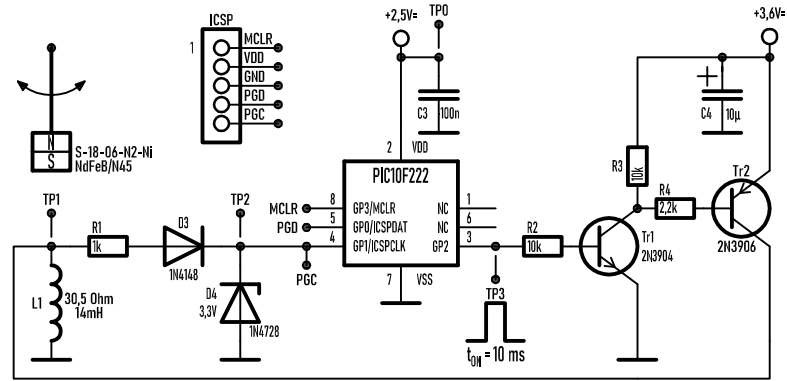 ICSP
1
MCLR
VDD
GND
PGD
PGC
+2,5V=
TP0
+3,6V=
C3
100n
+
C4
10µ
N
S
S-18-06-N2-Ni
NdFeB/N45
2
VDD
PIC10F222
MCLR
8
GP3/MCLR
NC
1
PGD
5
GP0/ICSPDAT
NC
6
4
GP1/ICSPCLK
GP2
3
PGC
7
VSS
R3
10k
R4
2,2k
Tr2
2N3906
R2
10k
Tr1
2N3904
TP1
R1
1k
D3
1N4148
TP2
L1
30,5 Ohm
14mH
D4
3,3V
1N4728
TP3
tON = 10 ms